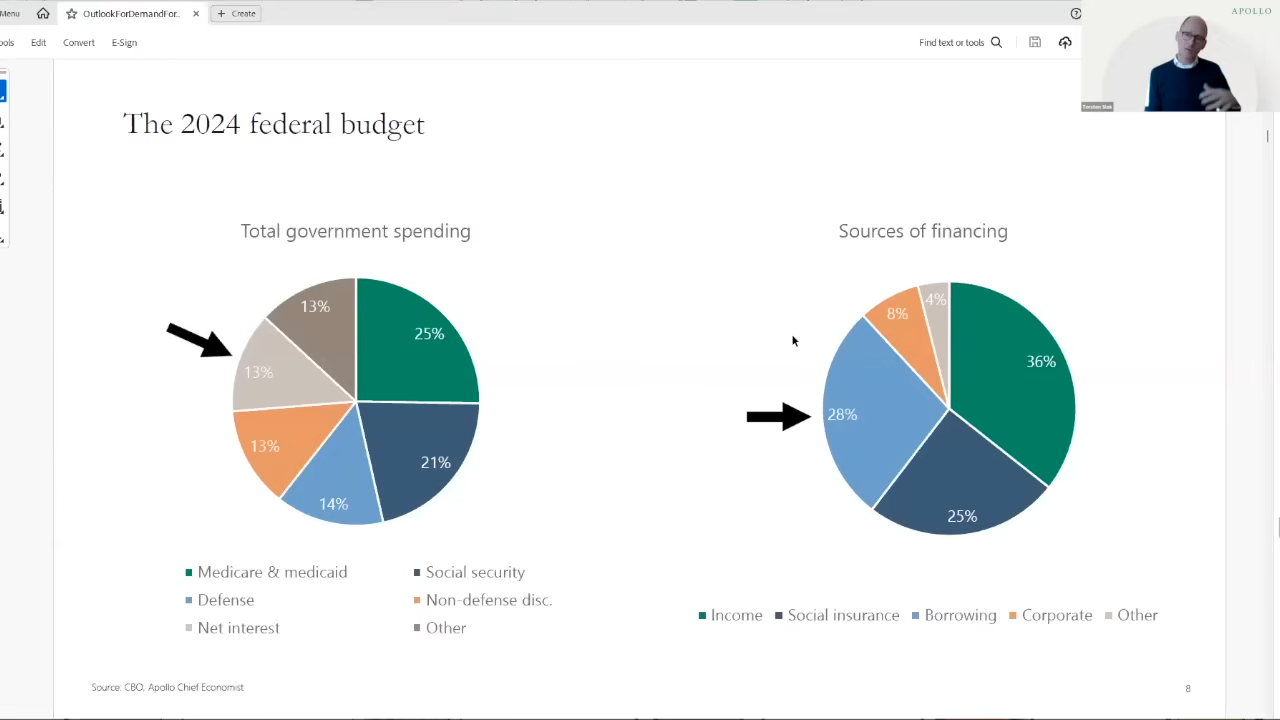 Menu
OutlookForDemandFor...
×
+ Create
APOLLO
Edit
Convert
E-Sign
Find text or tools
Torsten Slok
The 2024 federal budget
Total government spending
13%
25%
13%
13%
21%
14%
Medicare & medicaid
Social security
Defense
Non-defense disc.
Net interest
Other
Sources of financing
4%
8%
36%
28%
25%
Income
Social insurance
Borrowing
Corporate
Other
Source: CBO, Apollo Chief Economist
8